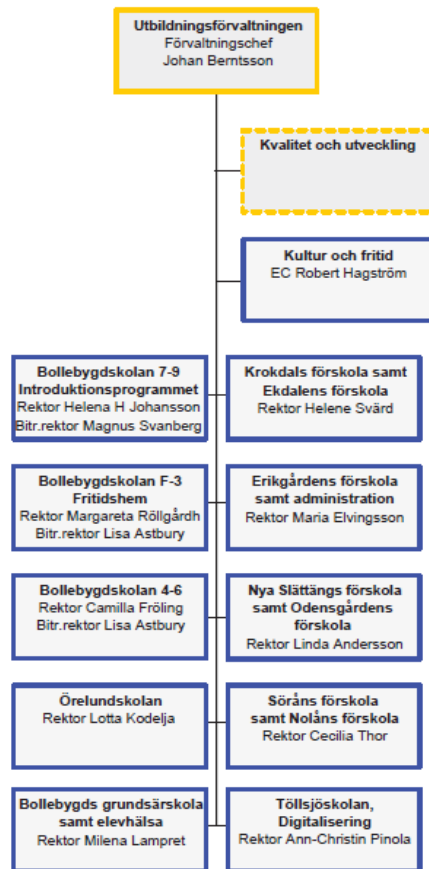 Utbildningsförvaltningen
Förvaltningschef
Johan Berntsson
Kvalitet och utveckling
Kultur och fritid
EC Robert Hagström
Bollebygdskolan 7-9
Introduktionsprogrammet
Rektor Helena H Johansson
Bitr.rektor Magnus Svanberg
Krokdals förskola samt
Ekdalens förskola
Rektor Helene Svärd
Bollebygdskolan F-3
Fritidshem
Rektor Margareta Röllgårdh
Bitr.rektor Lisa Astbury
Erikgårdens förskola
samt administration
Rektor Maria Elvingsson
Bollebygdskolan 4-6
Rektor Camilla Fröling
Bitr.rektor Lisa Astbury
Nya Slättängs förskola
samt Odensgårdens
förskola
Rektor Linda Andersson
Örelundskolan
Rektor Lotta Kodelja
Söråns förskola
samt Nolåns förskola
Rektor Cecilia Thor
Bollebygds grundsärskola
samt elevhälsa
Rektor Milena Lampret
Töllsjöskolan,
Digitalisering
Rektor Ann-Christin Pinola